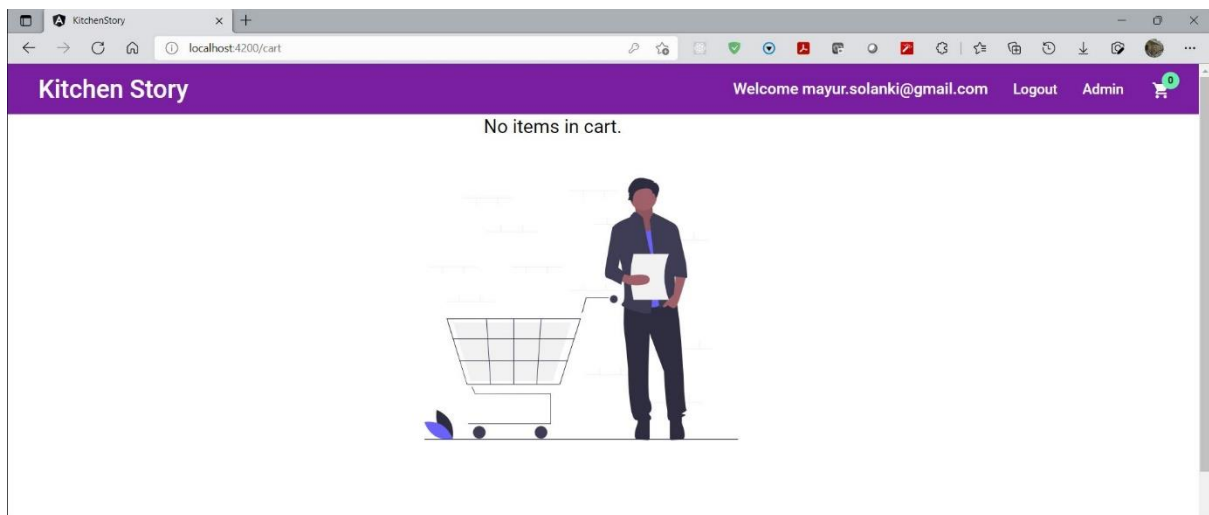 KitchenStory
localhost:4200/cart
Kitchen Story Welcome mayur.solanki@gmail.com Logout Admin 0
No items in cart.